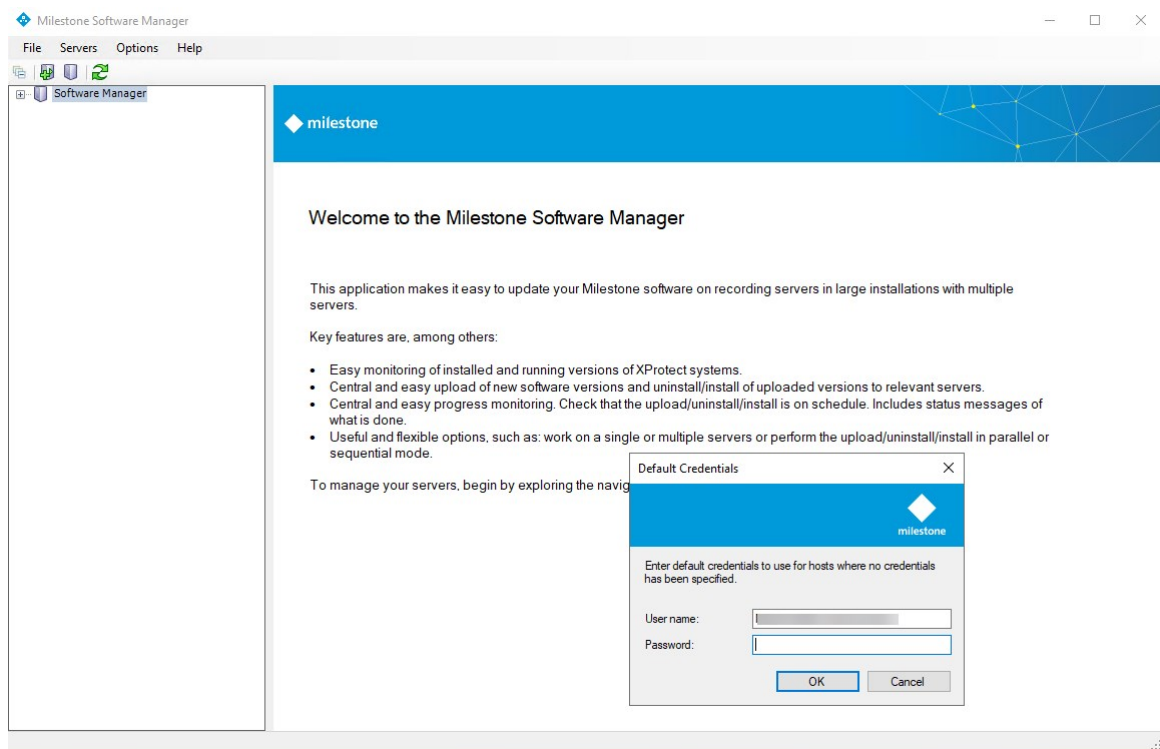 Milestone Software Manager
File Servers Options Help
Software Manager
milestone
Welcome to the Milestone Software Manager
This application makes it easy to update your Milestone software on recording servers in large installations with multiple
servers.
Key features are, among others:
• Easy monitoring of installed and running versions of XProtect systems.
• Central and easy upload of new software versions and uninstall/install of uploaded versions to relevant servers.
• Central and easy progress monitoring. Check that the upload/uninstall/install is on schedule. Includes status messages of
what is done.
• Useful and flexible options, such as: work on a single or multiple servers or perform the upload/uninstall/install in parallel or
sequential mode.
To manage your servers, begin by exploring the navig
Default Credentials
milestone
Enter default credentials to use for hosts where no credentials
has been specified.
User name:
Password:
OK Cancel